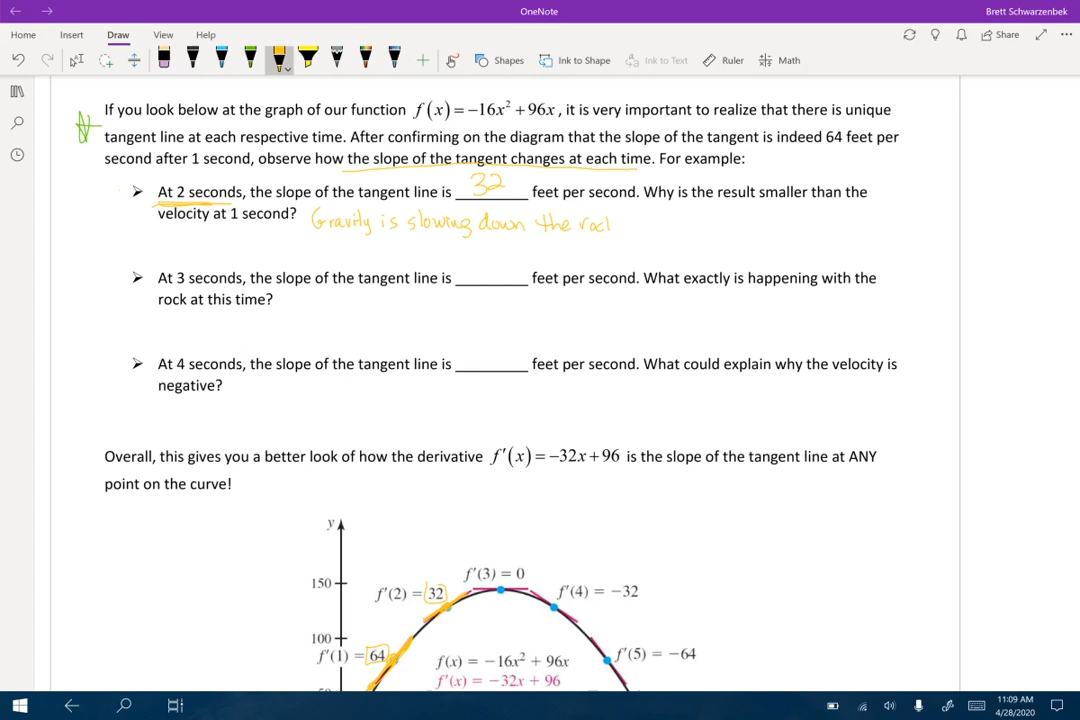 OneNote
Brett Schwarzenbek
Home Insert Draw View Help
Share
Shapes Ink to Shape Ink to Text Ruler Math
If you look below at the graph of our function f(x) = −16x² + 96x, it is very important to realize that there is unique
tangent line at each respective time. After confirming on the diagram that the slope of the tangent is indeed 64 feet per
second after 1 second, observe how the slope of the tangent changes at each time. For example:
➢ At 2 seconds, the slope of the tangent line is 32 feet per second. Why is the result smaller than the
velocity at 1 second? Gravity is slowing down the roc
➢ At 3 seconds, the slope of the tangent line is ________ feet per second. What exactly is happening with the
rock at this time?
➢ At 4 seconds, the slope of the tangent line is ________ feet per second. What could explain why the velocity is
negative?
Overall, this gives you a better look of how the derivative f′(x) = −32x + 96 is the slope of the tangent line at ANY
point on the curve!
y
f′(3) = 0
150
f′(2) = 32
f′(4) = −32
100
f′(1) = 64
f′(5) = −64
f(x) = −16x² + 96x
f′(x) = −32x + 96
11:09 AM
4/28/2020